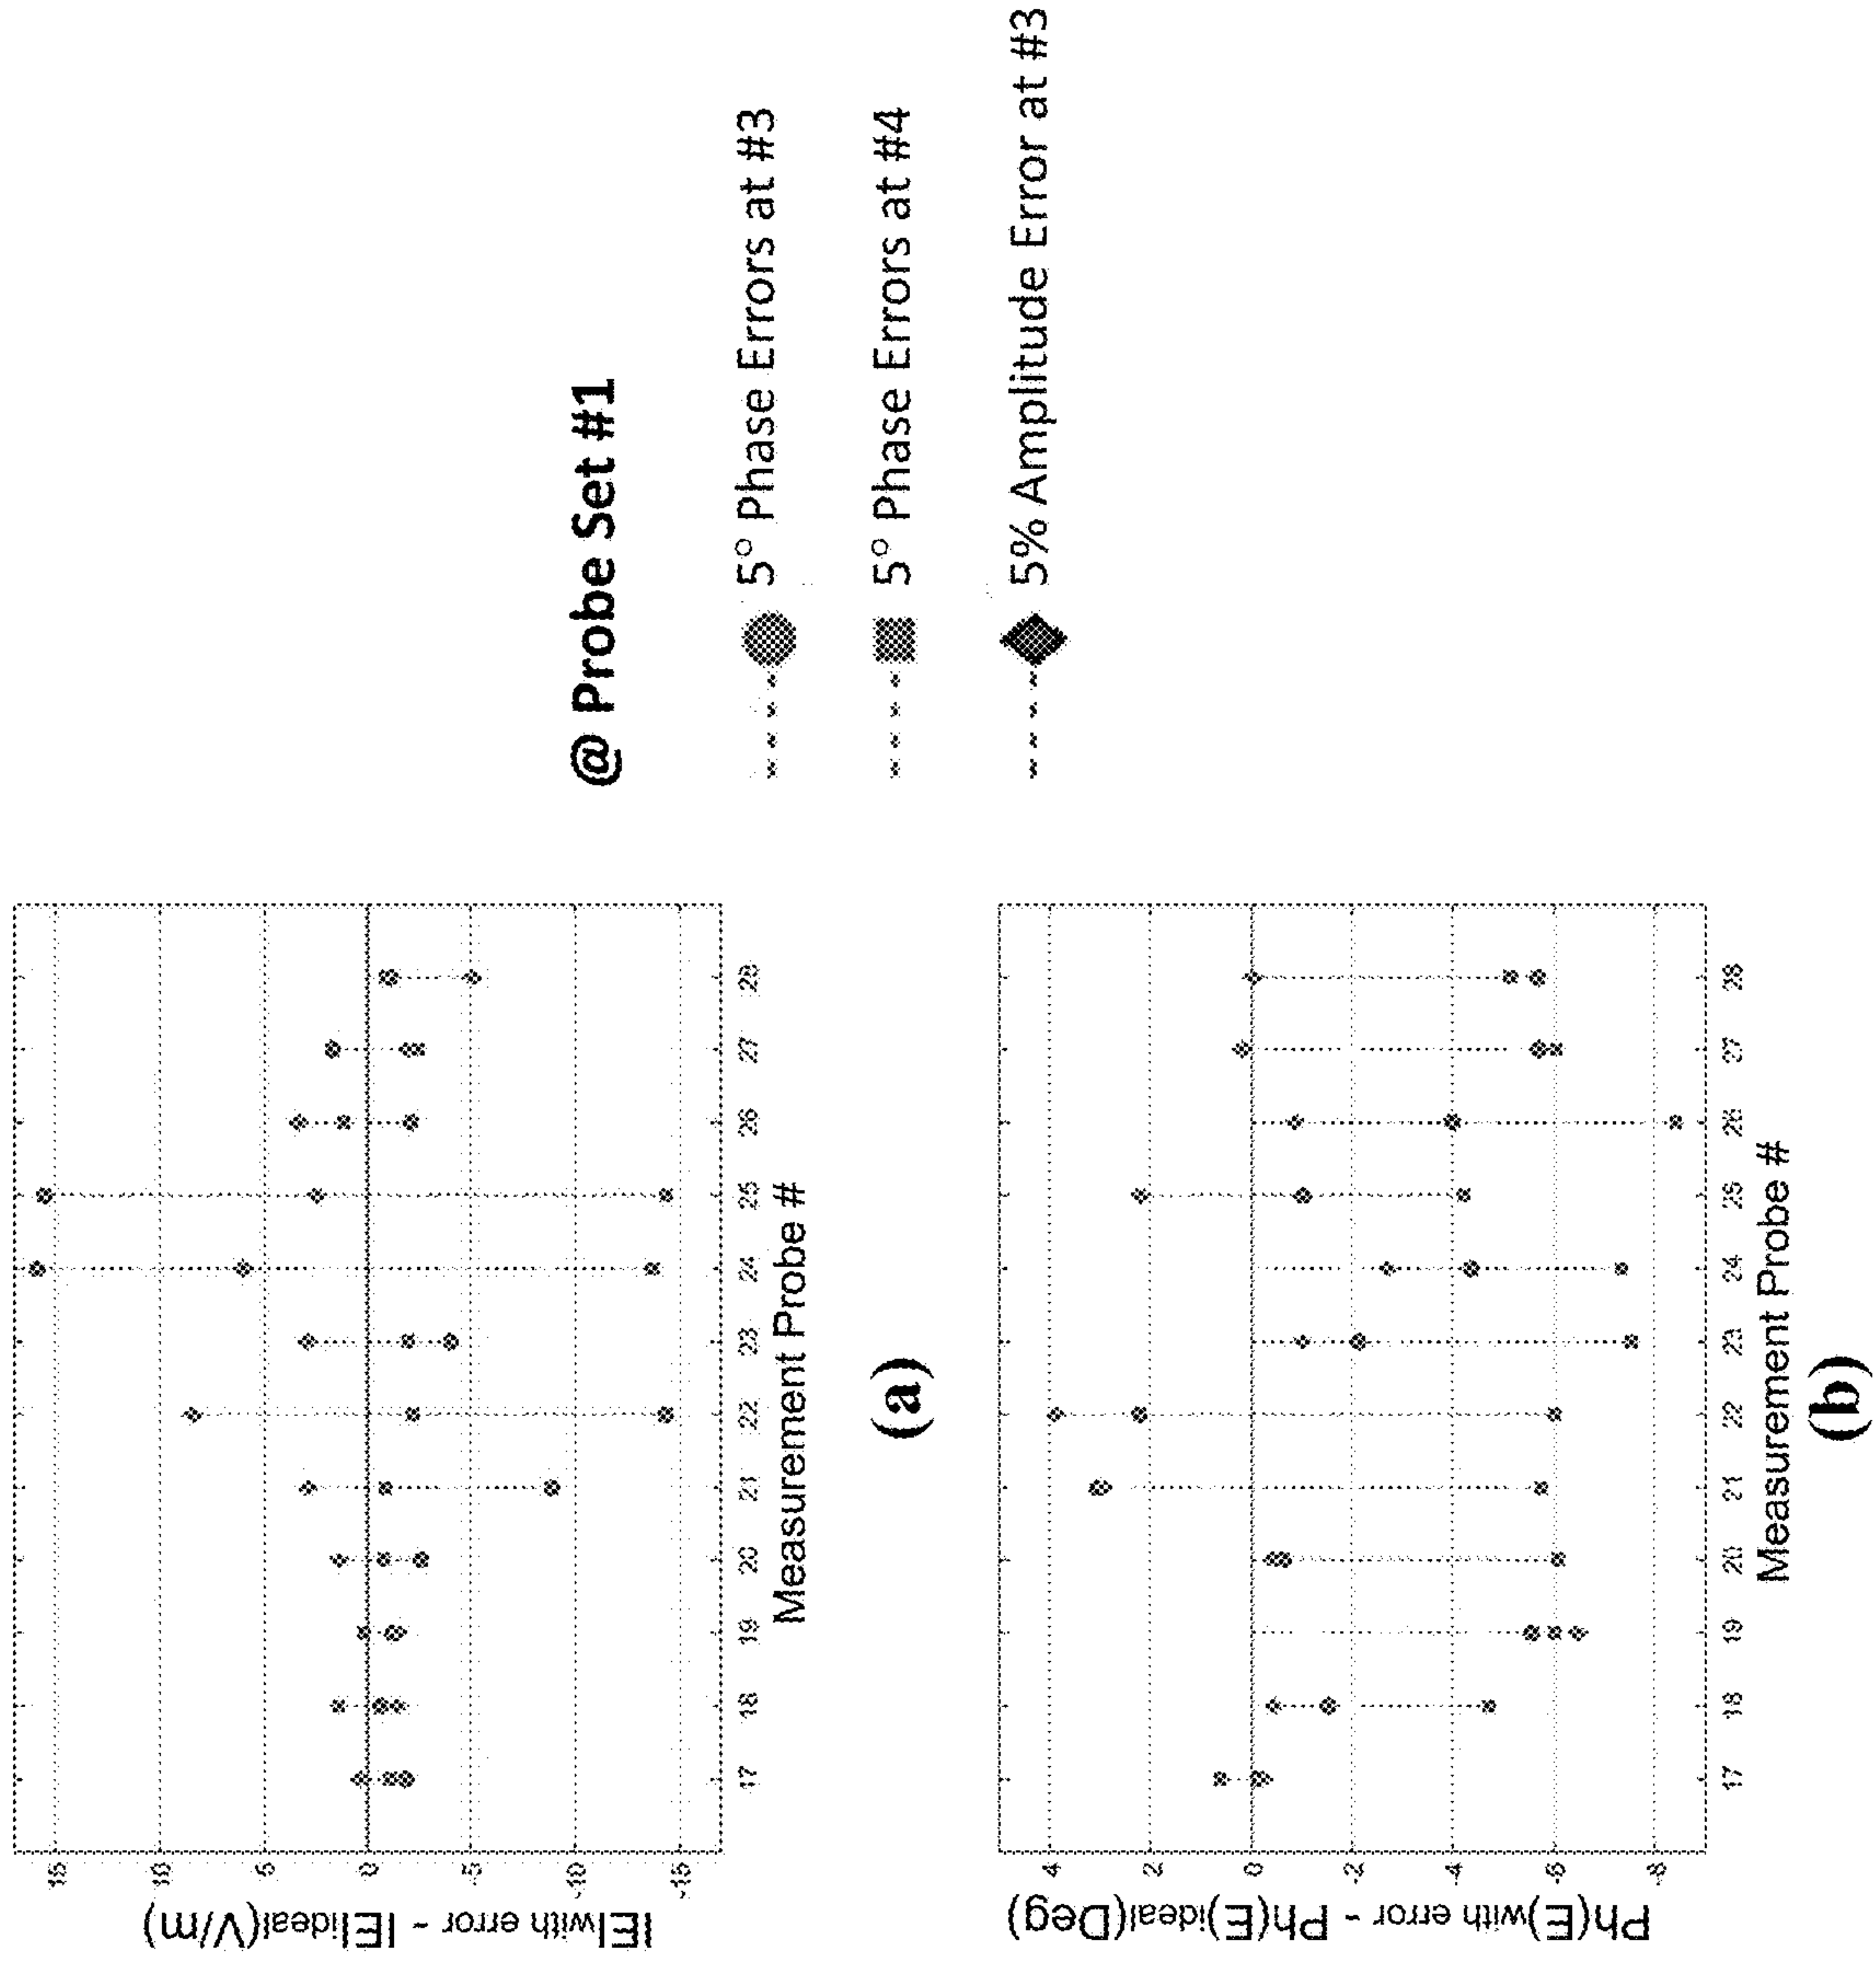 @ Probe Set #1
5° Phase Errors at #3
5° Phase Errors at #4
5% Amplitude Error at #3
|E|with error - |E|ideal(V/m)
15
10
5
0
-5
-10
-15
17 18 19 20 21 22 23 24 25 26 27 28
Measurement Probe #
(a)
Ph(E)with error - Ph(E)ideal(Deg)
4
2
0
-2
-4
-6
-8
17 18 19 20 21 22 23 24 25 26 27 28
Measurement Probe #
(b)